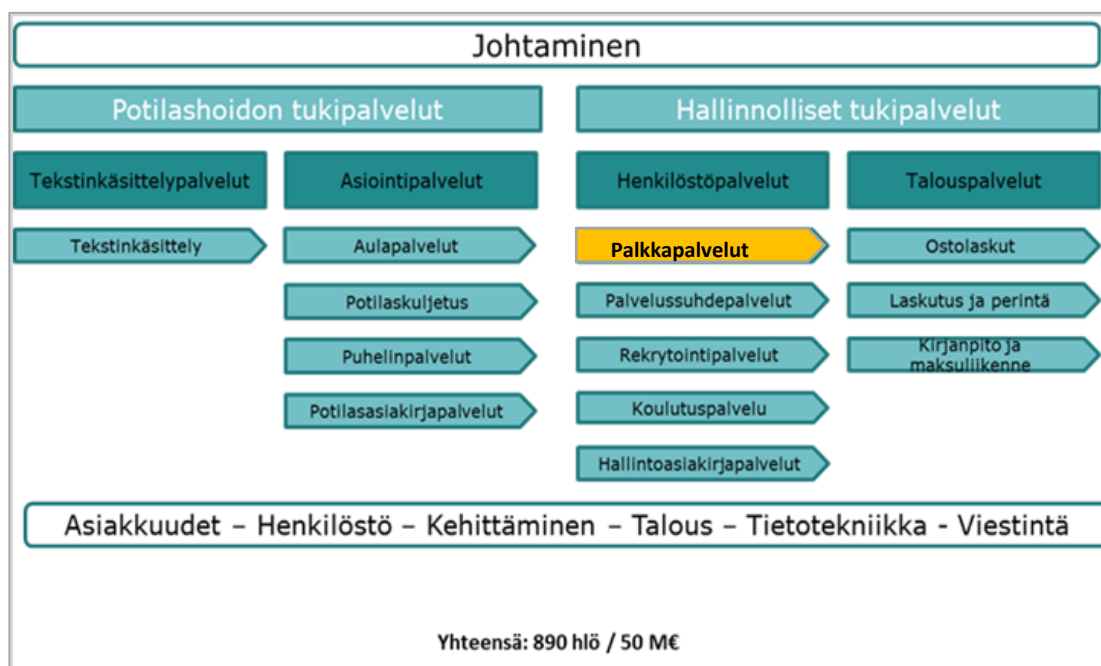 Johtaminen
Potilashoidon tukipalvelut
Hallinnolliset tukipalvelut
Tekstinkäsittelypalvelut
Asiointipalvelut
Henkilöstöpalvelut
Talouspalvelut
Tekstinkäsittely
Aulapalvelut
Palkkapalvelut
Ostolaskut
Potilaskuljetus
Palvelussuhdepalvelut
Laskutus ja perintä
Puhelinpalvelut
Rekrytointipalvelut
Kirjanpito ja
maksuliikenne
Potilasasiakirjapalvelut
Koulutuspalvelu
Hallintoasiakirjapalvelut
Asiakkuudet – Henkilöstö – Kehittäminen – Talous – Tietotekniikka - Viestintä
Yhteensä: 890 hlö / 50 M€